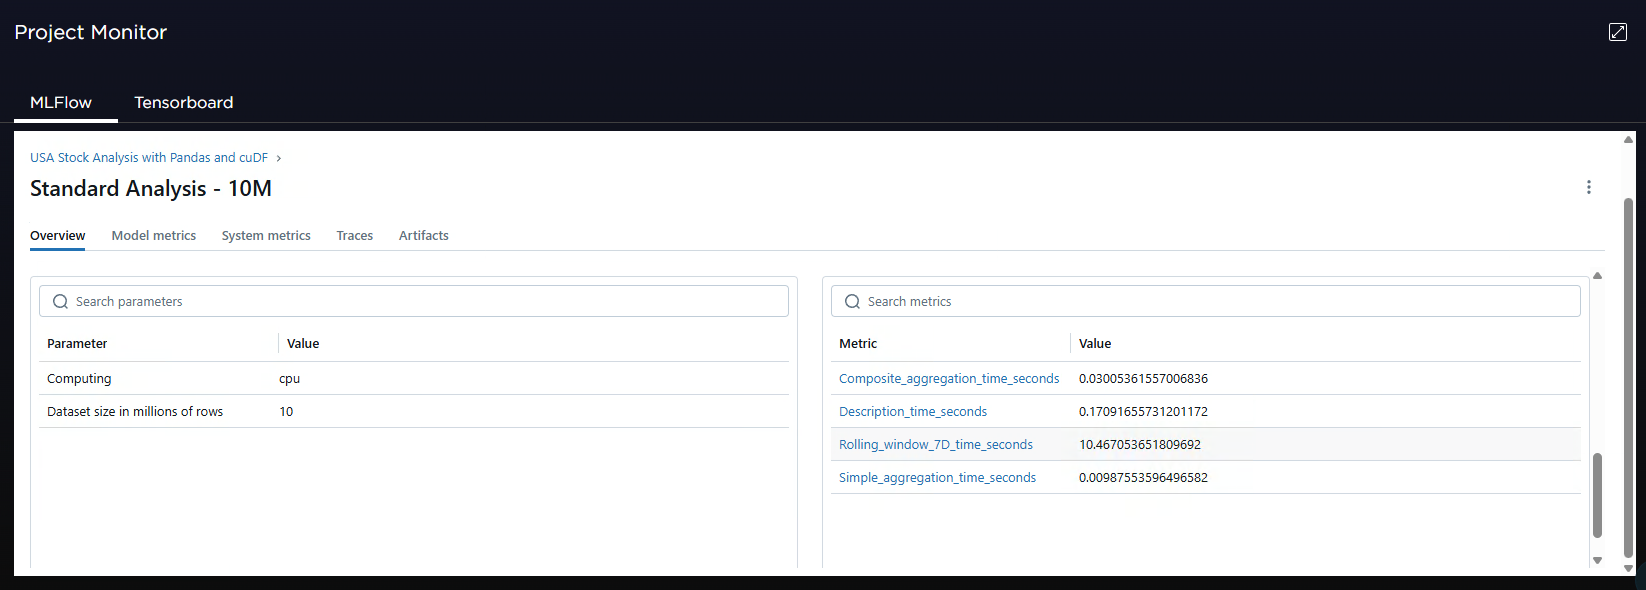 Project Monitor
MLFlow Tensorboard
USA Stock Analysis with Pandas and cuDF >
Standard Analysis - 10M
Overview Model metrics System metrics Traces Artifacts
Search parameters
Parameter Value
Computing cpu
Dataset size in millions of rows 10
Search metrics
Metric Value
Composite_aggregation_time_seconds 0.03005361557006836
Description_time_seconds 0.17091655731201172
Rolling_window_7D_time_seconds 10.467053651809692
Simple_aggregation_time_seconds 0.00987553596496582